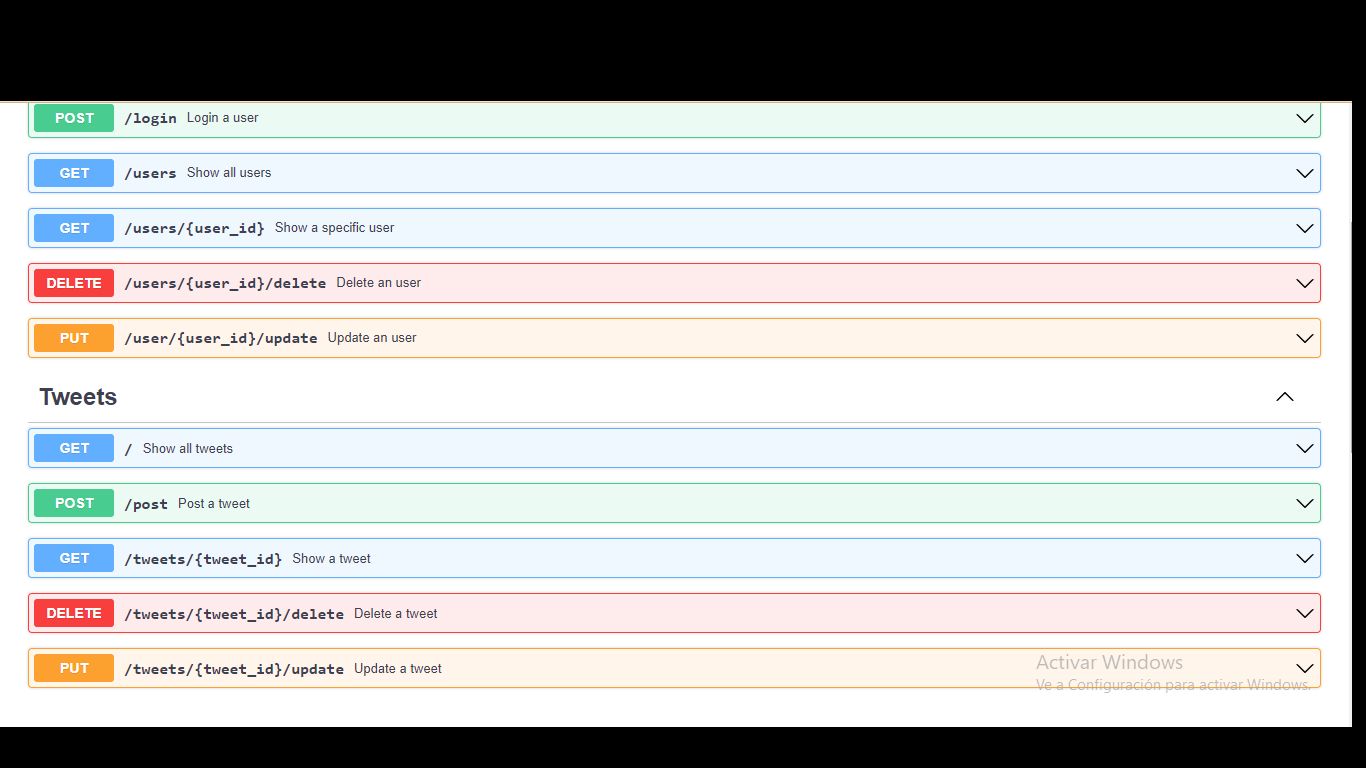 POST /login Login a user
GET /users Show all users
GET /users/{user_id} Show a specific user
DELETE /users/{user_id}/delete Delete an user
PUT /user/{user_id}/update Update an user
Tweets
GET / Show all tweets
POST /post Post a tweet
GET /tweets/{tweet_id} Show a tweet
DELETE /tweets/{tweet_id}/delete Delete a tweet
PUT /tweets/{tweet_id}/update Update a tweet
Activar Windows
Ve a Configuración para activar Windows.